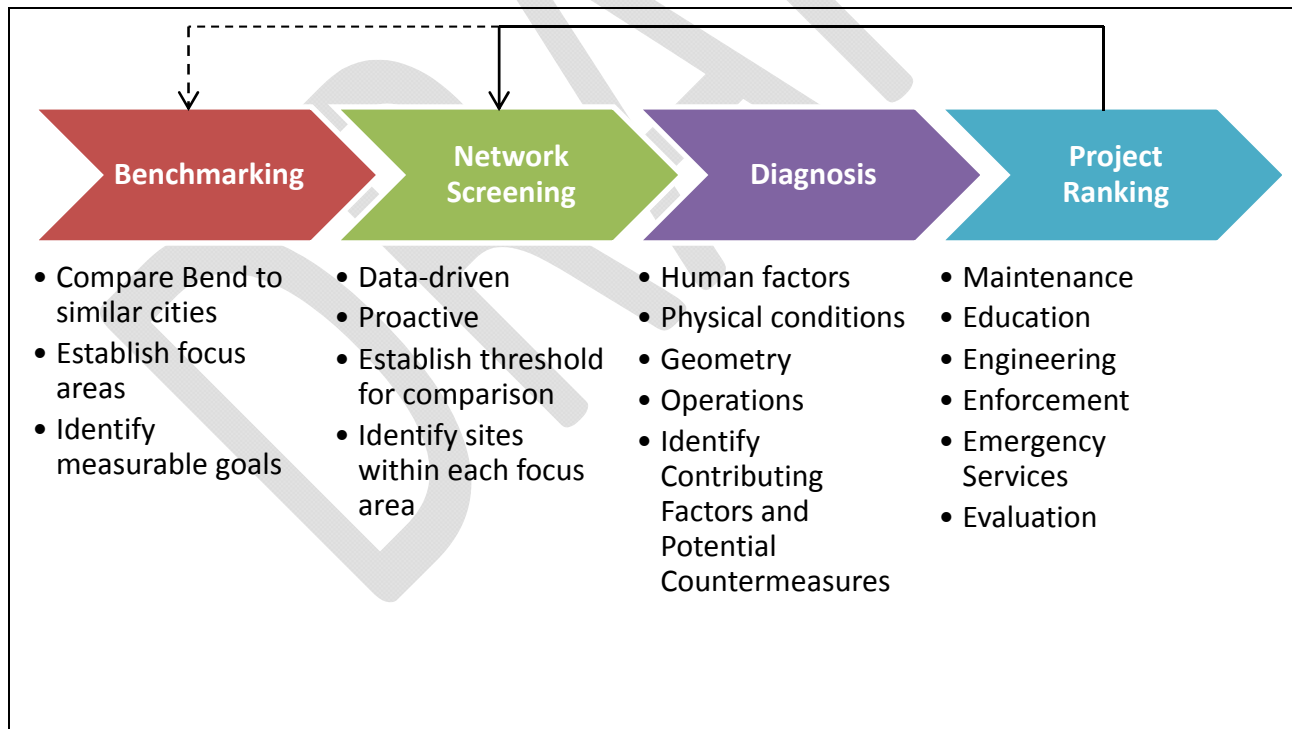 Benchmarking
• Compare Bend to
similar cities
• Establish focus
areas
• Identify
measurable goals
Network
Screening
• Data-driven
• Proactive
• Establish threshold
for comparison
• Identify sites
within each focus
area
Diagnosis
• Human factors
• Physical conditions
• Geometry
• Operations
• Identify
Contributing
Factors and
Potential
Countermeasures
Project
Ranking
• Maintenance
• Education
• Engineering
• Enforcement
• Emergency
Services
• Evaluation